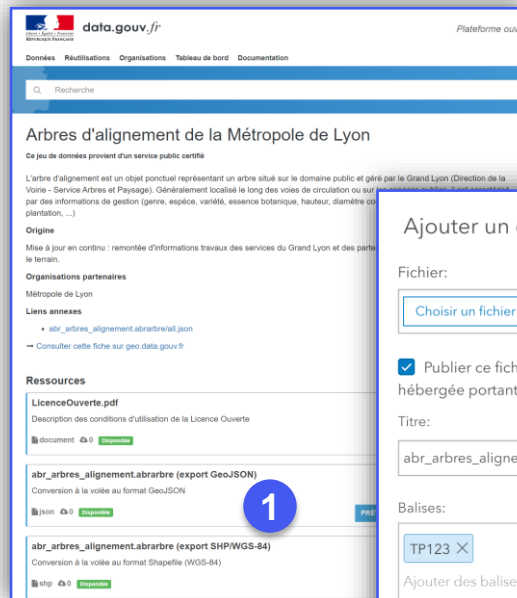 data.gouv.fr
Plateforme ouv
Liberté • Égalité • Fraternité
RÉPUBLIQUE FRANÇAISE
Données Réutilisations Organisations Tableau de bord Documentation
Recherche
Arbres d'alignement de la Métropole de Lyon
Ce jeu de données provient d'un service public certifié
L'arbre d'alignement est un objet ponctuel représentant un arbre situé sur le domaine public et géré par le Grand Lyon (Direction de la
Voirie - Service Arbres et Paysage). Généralement localisé le long des voies de circulation ou sur
par des informations de gestion (genre, espèce, variété, essence botanique, hauteur, diamètre co
plantation, ...)
Origine
Mise à jour en continu : remontée d'informations travaux des services du Grand Lyon et des parte
le terrain.
Organisations partenaires
Métropole de Lyon
Liens annexes
• abr_arbres_alignement.abrarbre/all.json
→ Consulter cette fiche sur geo.data.gouv.fr
Ressources
LicenceOuverte.pdf
Description des conditions d'utilisation de la Licence Ouverte
document 0 Disponible
abr_arbres_alignement.abrarbre (export GeoJSON)
Conversion à la volée au format GeoJSON
json 0 Disponible
1
PRÉ
abr_arbres_alignement.abrarbre (export SHP/WGS-84)
Conversion à la volée au format Shapefile (WGS-84)
shp 0 Disponible
Ajouter un
Fichier:
Choisir un fichier
Publier ce fich
hébergée portant
Titre:
abr_arbres_aligne
Balises:
TP123 ×
Ajouter des balise